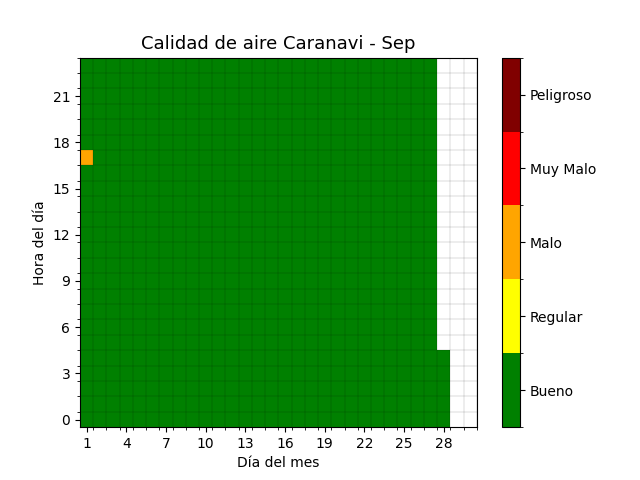 Calidad de aire Caranavi - Sep
Hora del día
21
18
15
12
9
6
3
0
1 4 7 10 13 16 19 22 25 28
Día del mes
Peligroso
Muy Malo
Malo
Regular
Bueno